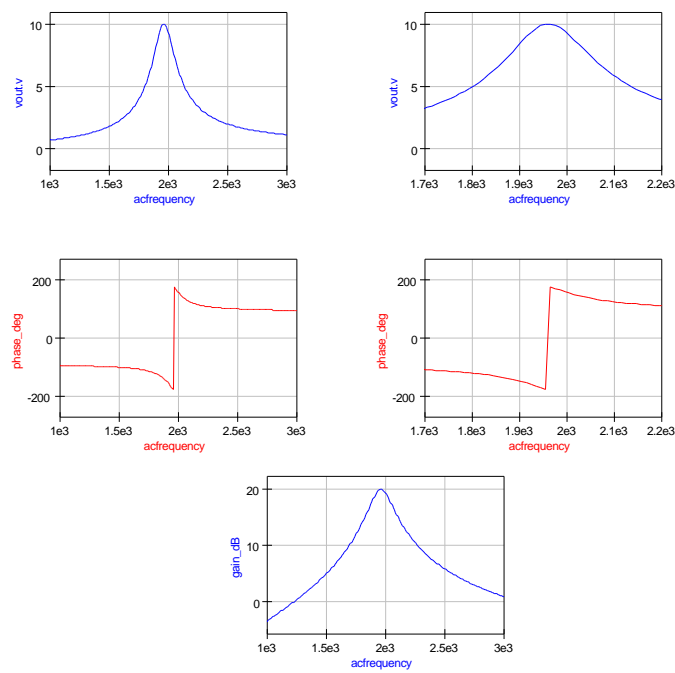 10
5
0
vout.v
1e3 1.5e3 2e3 2.5e3 3e3
acfrequency
10
5
0
vout.v
1.7e3 1.8e3 1.9e3 2e3 2.1e3 2.2e3
acfrequency
200
0
-200
phase_deg
1e3 1.5e3 2e3 2.5e3 3e3
acfrequency
200
0
-200
phase_deg
1.7e3 1.8e3 1.9e3 2e3 2.1e3 2.2e3
acfrequency
20
10
0
gain_dB
1e3 1.5e3 2e3 2.5e3 3e3
acfrequency